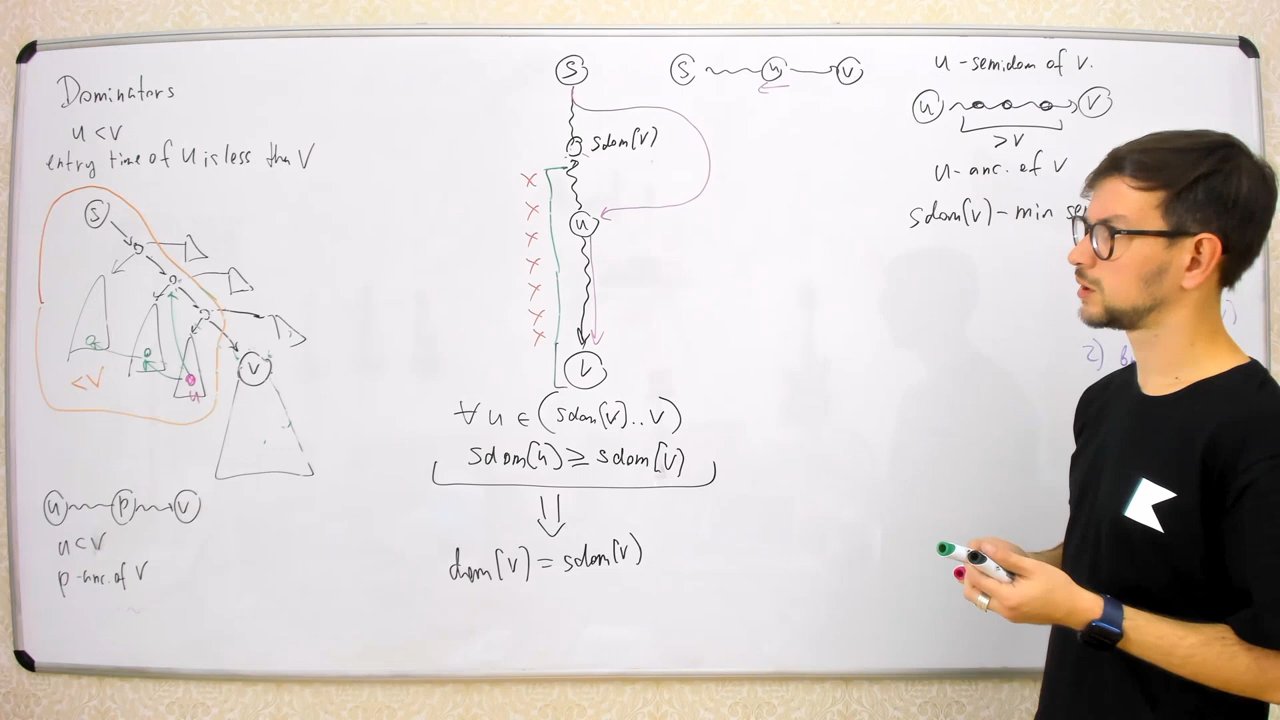 Dominators
u < v
entry time of u is less than V
S
V
< V
u
u p v
u < v
p - anc. of V
S
sdom(v)
x
x
x
x
x
x
x
u
V
∀ u ∈ (sdom(v)..v)
sdom(u) ≥ sdom(v)
⇓
dom(v) = sdom(v)
S u v
u - semidom of v.
u v
> v
u - anc. of v
sdom(v) - min
2)